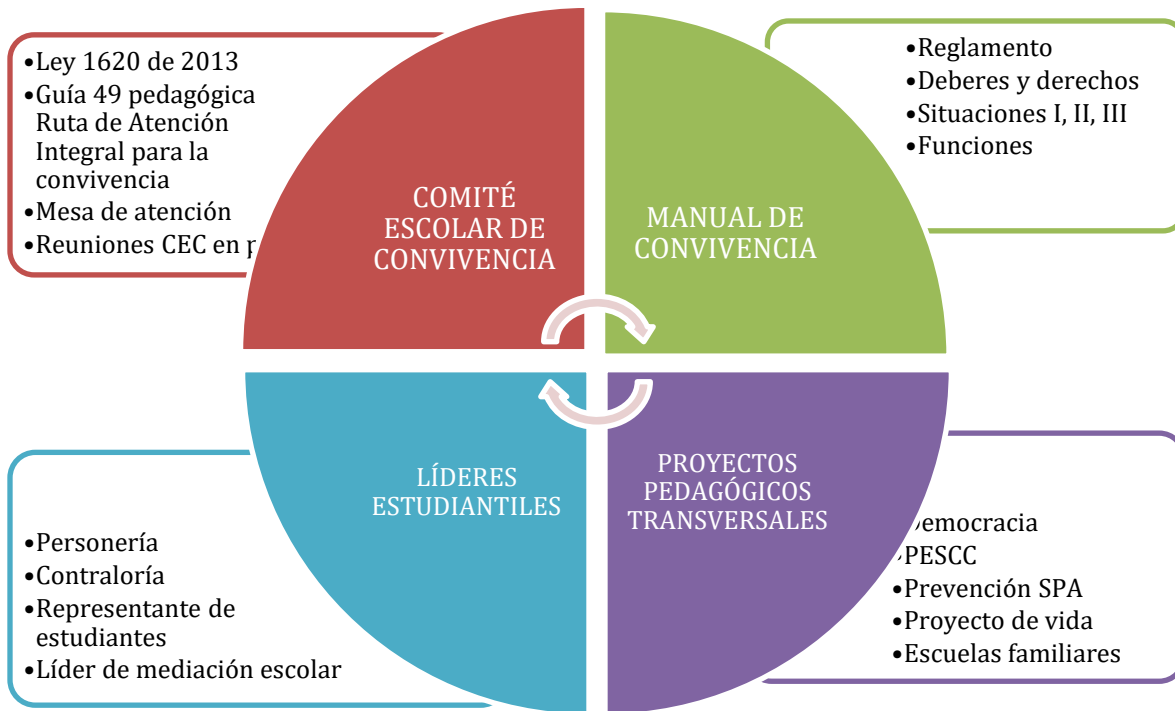 •Ley 1620 de 2013
•Guía 49 pedagógica
Ruta de Atención
Integral para la
convivencia
•Mesa de atención
•Reuniones CEC en
COMITÉ
ESCOLAR DE
CONVIVENCIA
•Reglamento
•Deberes y derechos
•Situaciones I, II, III
•Funciones
MANUAL DE
CONVIVENCIA
LÍDERES
ESTUDIANTILES
•Personería
•Contraloría
•Representante de
estudiantes
•Líder de mediación escolar
PROYECTOS
PEDAGÓGICOS
TRANSVERSALES
Democracia
•PESCC
•Prevención SPA
•Proyecto de vida
•Escuelas familiares